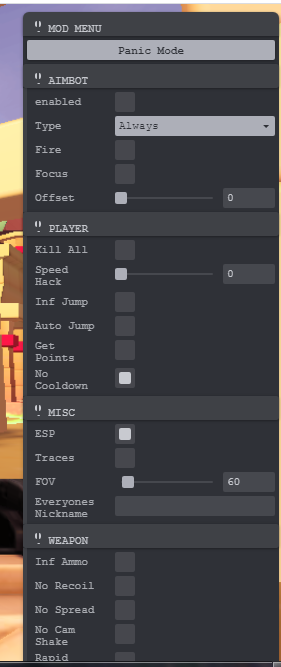 MOD MENU
Panic Mode
AIMBOT
enabled
Type Always
Fire
Focus
Offset 0
PLAYER
Kill All
Speed
Hack 0
Inf Jump
Auto Jump
Get
Points
No
Cooldown
MISC
ESP
Traces
FOV 60
Everyones
Nickname
WEAPON
Inf Ammo
No Recoil
No Spread
No Cam
Shake
Rapid